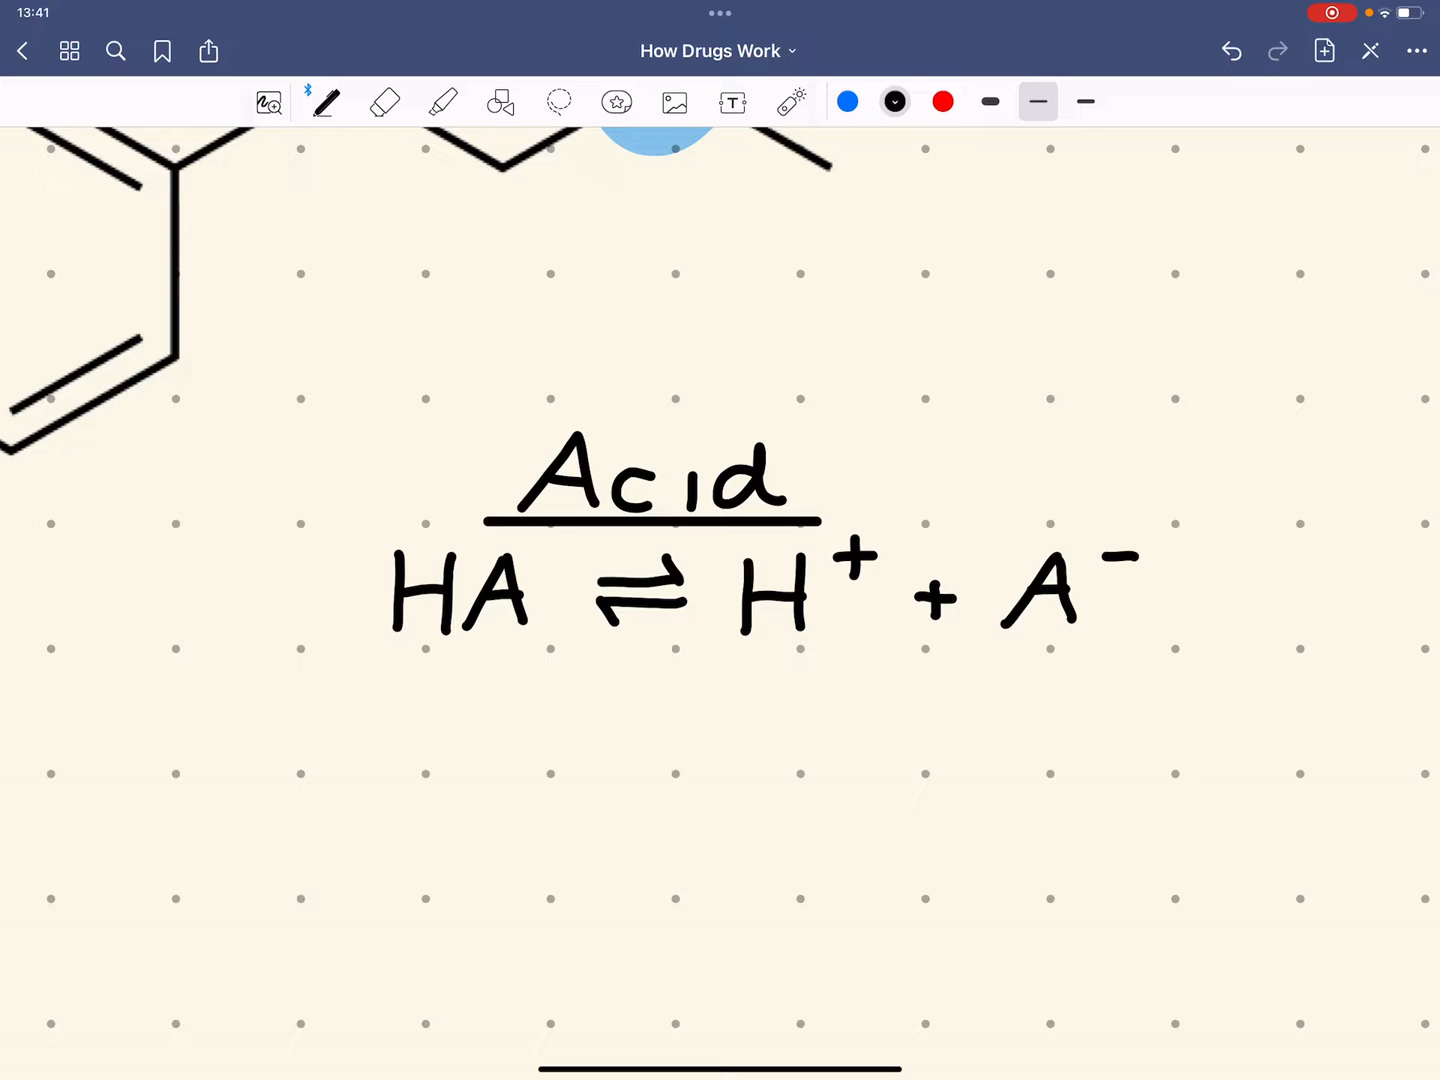 13:41
How Drugs Work
T
Acid
HA ⇌ H⁺ + A⁻